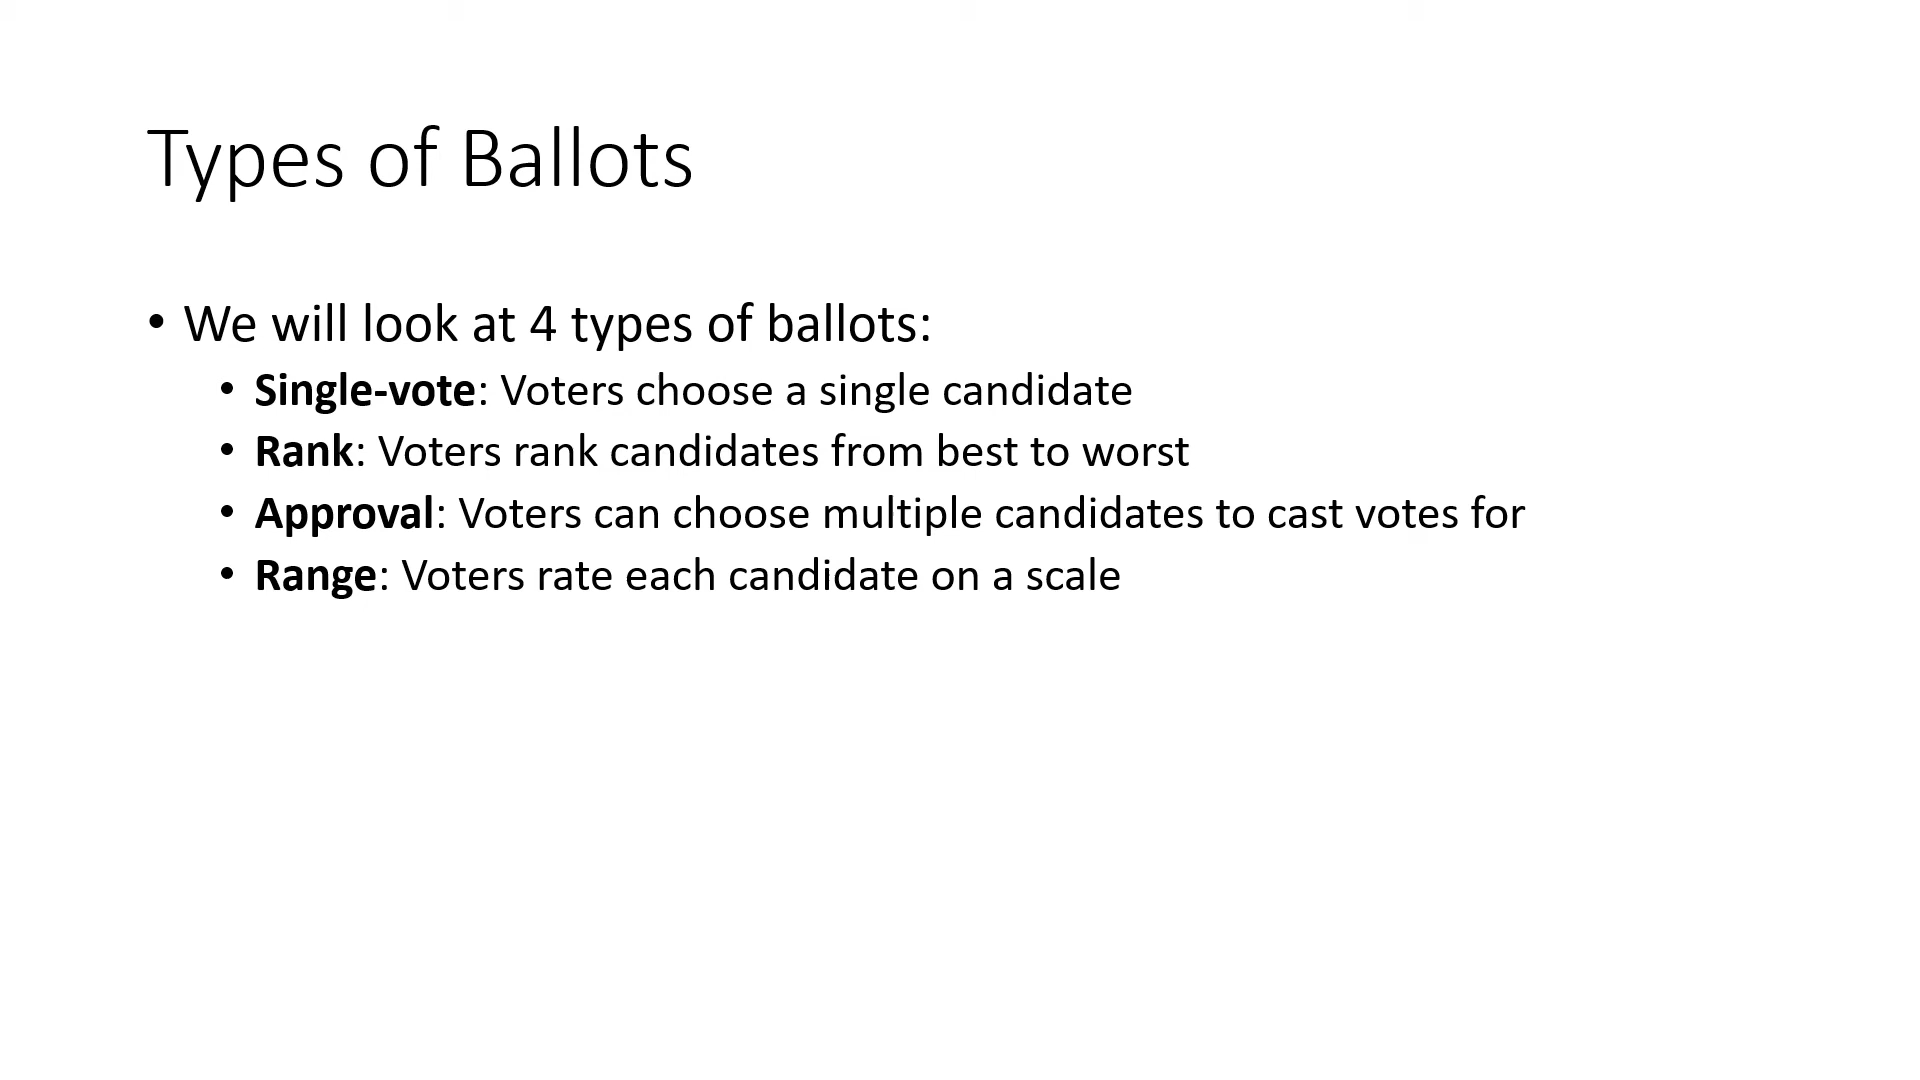 Types of Ballots
• We will look at 4 types of ballots:
• Single-vote: Voters choose a single candidate
• Rank: Voters rank candidates from best to worst
• Approval: Voters can choose multiple candidates to cast votes for
• Range: Voters rate each candidate on a scale